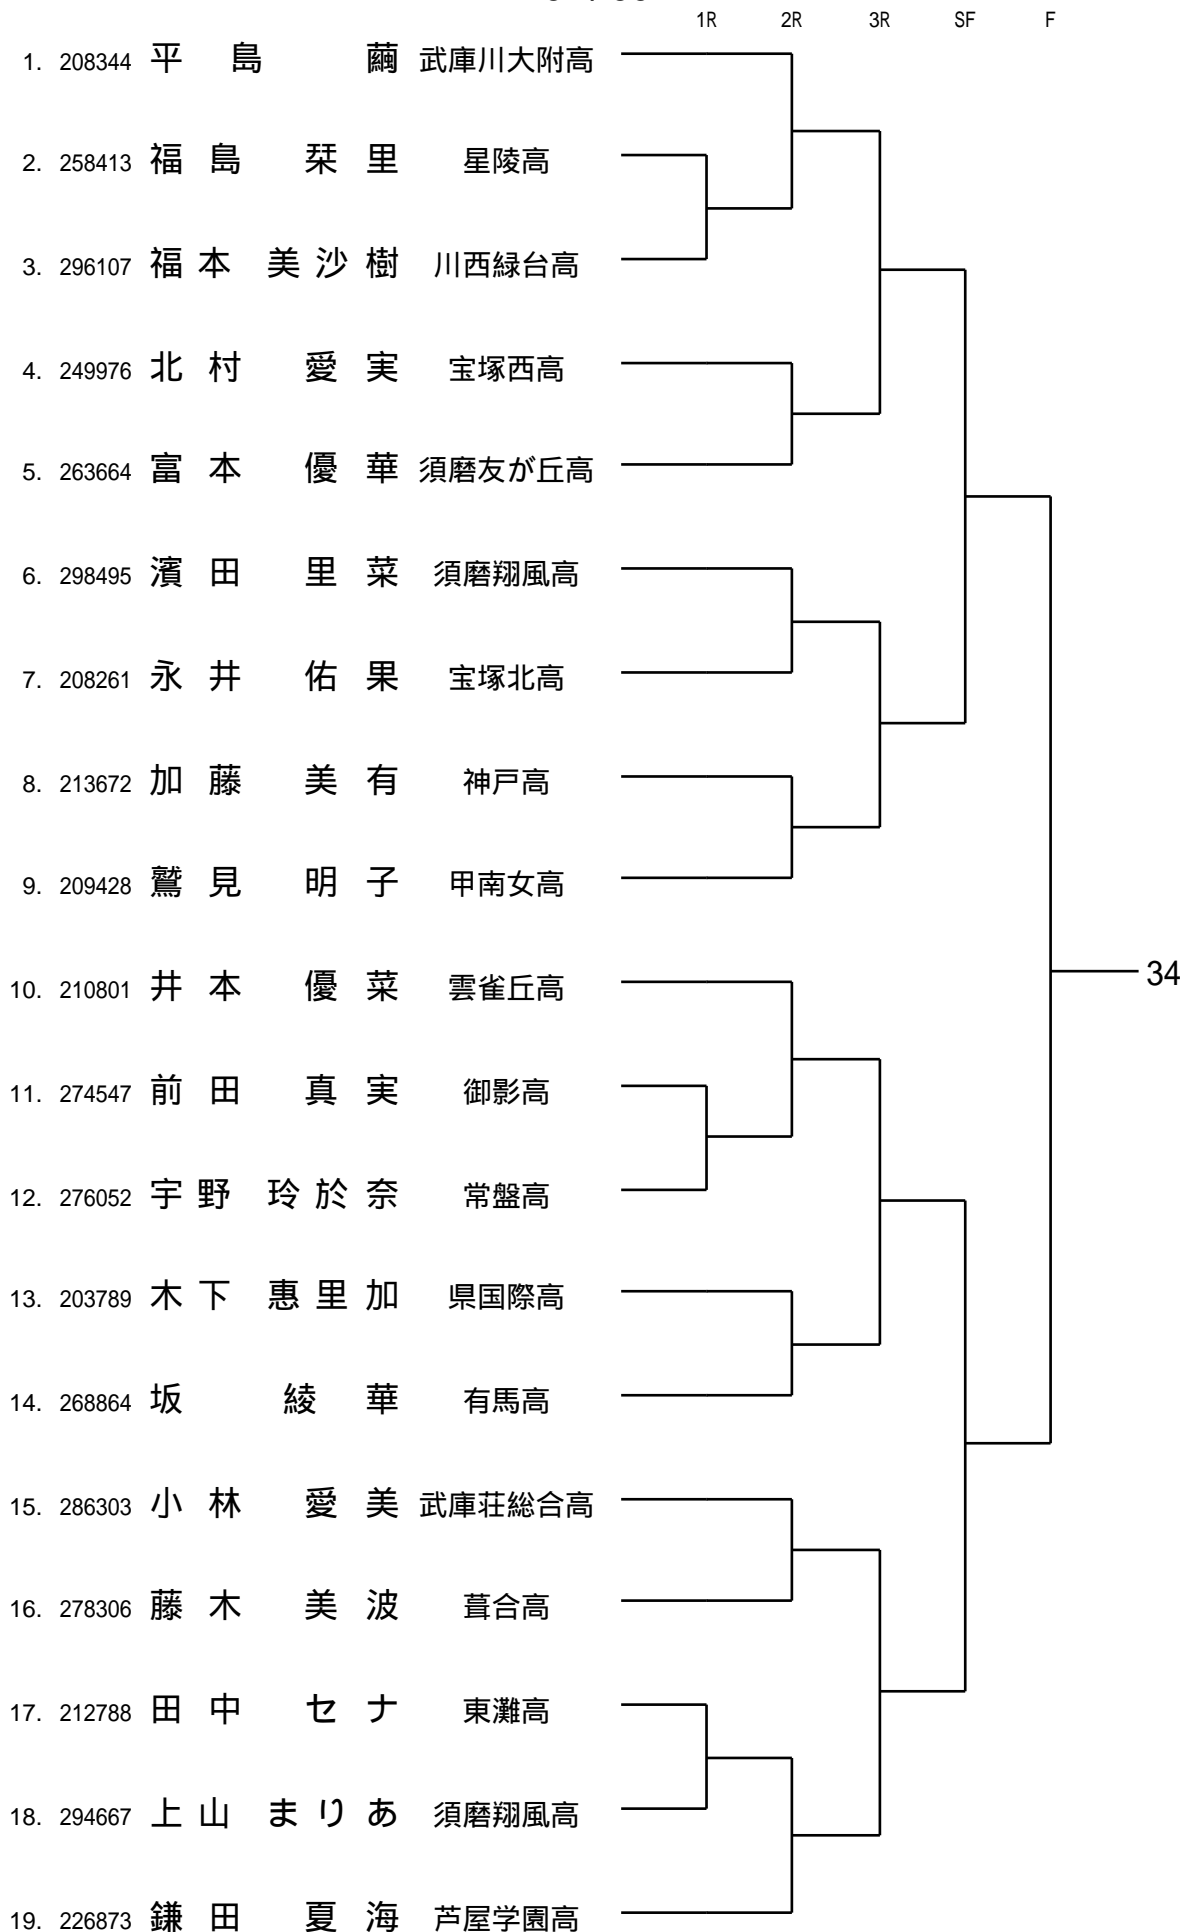 1R 2R 3R SF F
1. 208344 平島 繭 武庫川大附高
2. 258413 福島 栞里 星陵高
3. 296107 福本 美沙樹 川西緑台高
4. 249976 北村 愛実 宝塚西高
5. 263664 富本 優華 須磨友が丘高
6. 298495 濱田 里菜 須磨翔風高
7. 208261 永井 佑果 宝塚北高
8. 213672 加藤 美有 神戸高
9. 209428 鷲見 明子 甲南女高
10. 210801 井本 優菜 雲雀丘高
34
11. 274547 前田 真実 御影高
12. 276052 宇野 玲於奈 常盤高
13. 203789 木下 惠里加 県国際高
14. 268864 坂 綾華 有馬高
15. 286303 小林 愛美 武庫荘総合高
16. 278306 藤木 美波 葺合高
17. 212788 田中 セナ 東灘高
18. 294667 上山 まりあ 須磨翔風高
19. 226873 鎌田 夏海 芦屋学園高